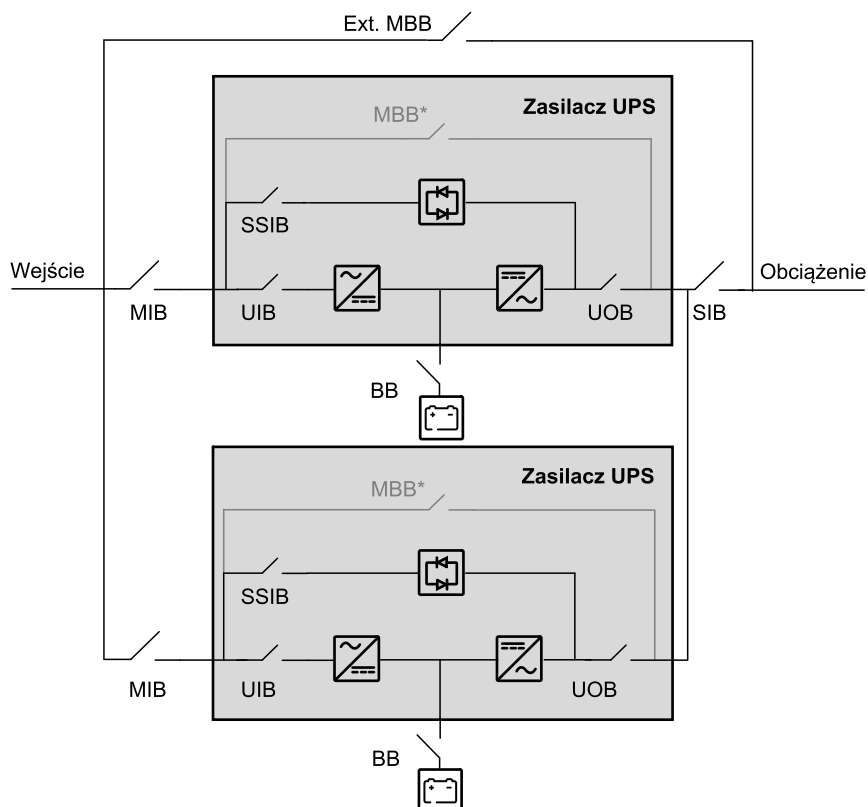 Ext. MBB
Zasilacz UPS
MBB*
SSIB
Wejście
Obciążenie
MIB
UIB
UOB
SIB
BB
Zasilacz UPS
MBB*
SSIB
MIB
UIB
UOB
BB